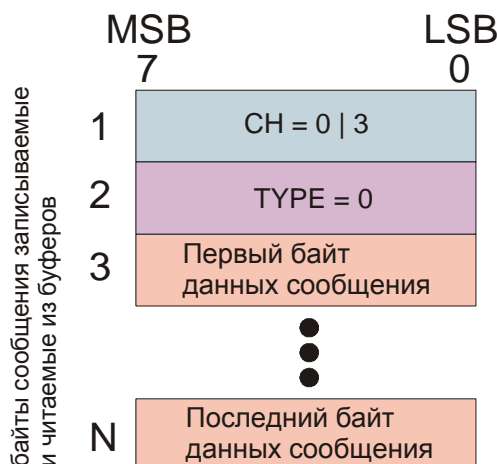 MSB LSB
7 0
байты сообщения записываемые
и читаемые из буферов
1 CH = 0 | 3
2 TYPE = 0
3 Первый байт
данных сообщения
N Последний байт
данных сообщения